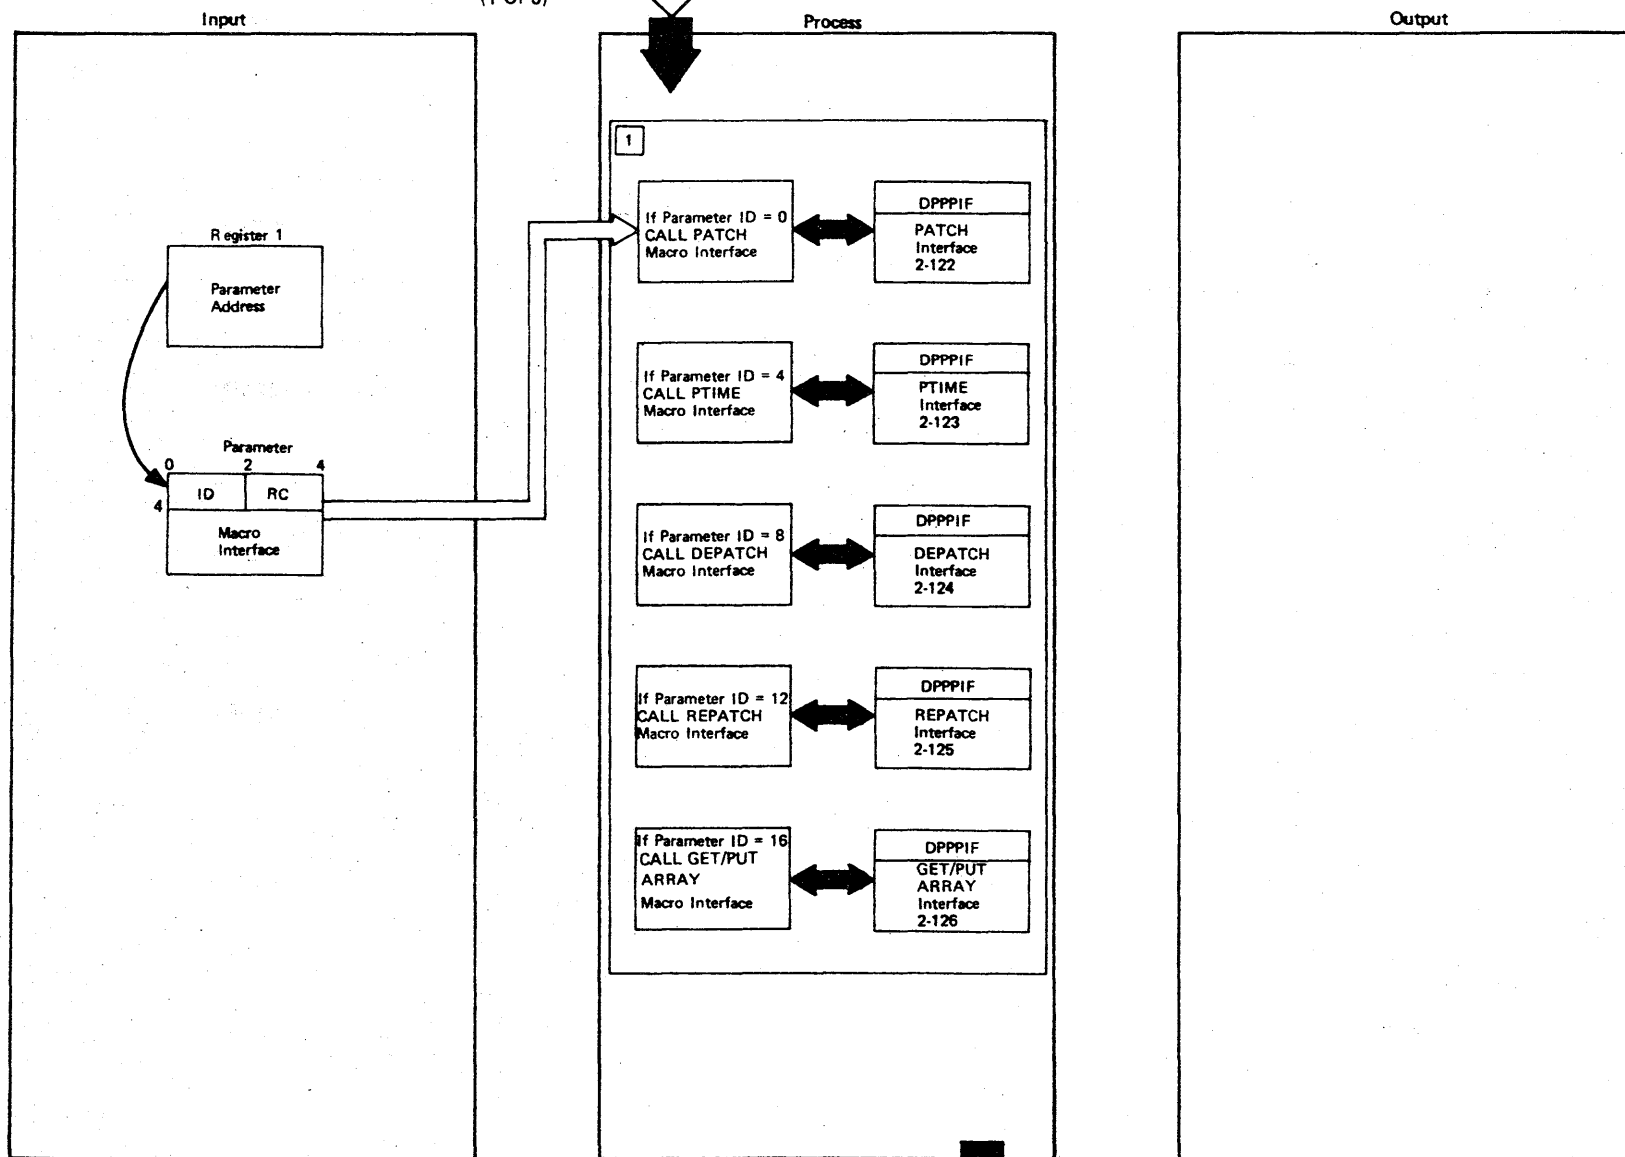 (1 OF 3)
Input
Process
Output
Register 1
Parameter
Address
Parameter
0 2 4
ID RC
4
Macro
Interface
1
If Parameter ID = 0
CALL PATCH
Macro Interface
DPPPIF
PATCH
Interface
2-122
If Parameter ID = 4
CALL PTIME
Macro Interface
DPPPIF
PTIME
Interface
2-123
If Parameter ID = 8
CALL DEPATCH
Macro Interface
DPPPIF
DEPATCH
Interface
2-124
If Parameter ID = 12
CALL REPATCH
Macro Interface
DPPPIF
REPATCH
Interface
2-125
If Parameter ID = 16
CALL GET/PUT
ARRAY
Macro Interface
DPPPIF
GET/PUT
ARRAY
Interface
2-126